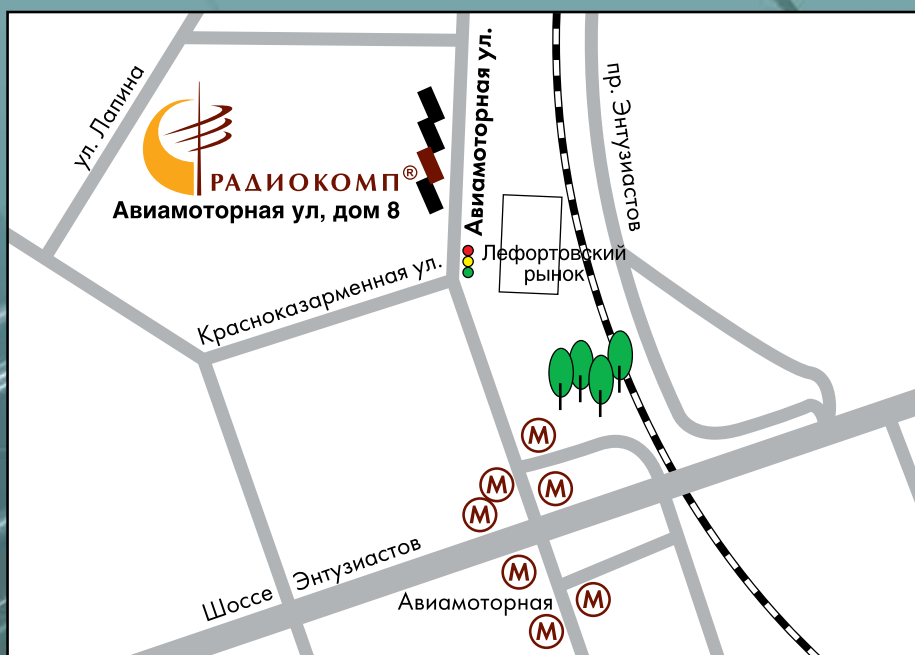 ул. Лапина
РАДИОКОМП®
Авиамоторная ул, дом 8
Авиамоторная ул.
пр. Энтузиастов
Лефортовский
рынок
Красноказарменная ул.
М
М
М
М
Шоссе Энтузиастов
М
Авиамоторная
М
М